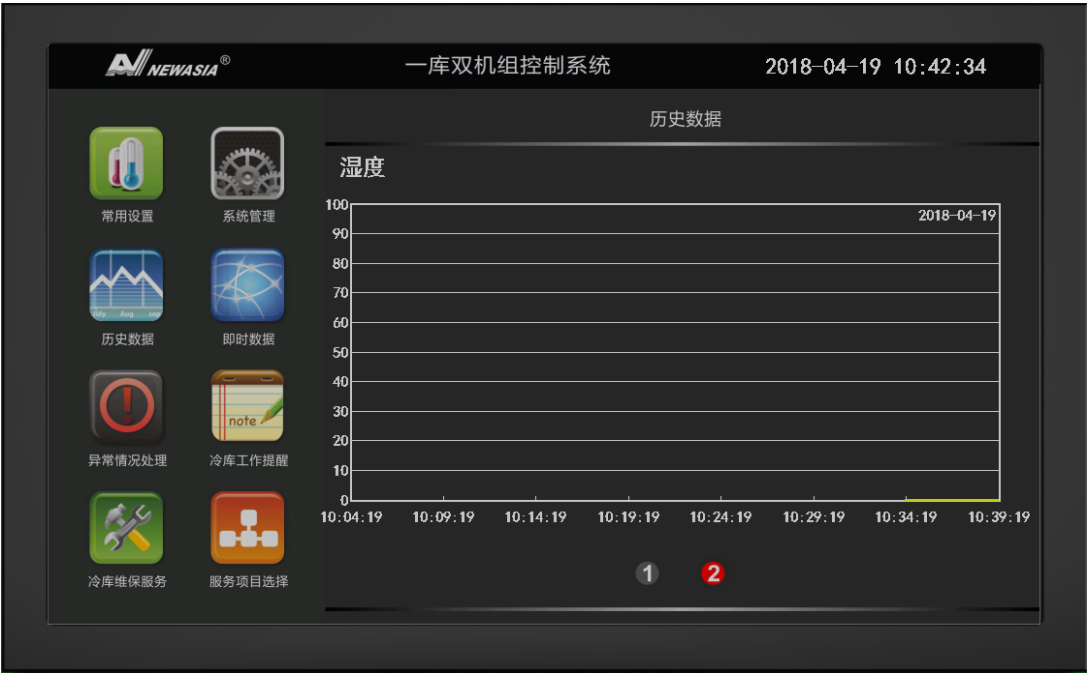 NEWASIA®
一库双机组控制系统
2018-04-19 10:42:34
历史数据
常用设置
系统管理
July Aug sep
历史数据
即时数据
note
异常情况处理
冷库工作提醒
冷库维保服务
服务项目选择
湿度
2018-04-19
100
90
80
70
60
50
40
30
20
10
0
10:04:19 10:09:19 10:14:19 10:19:19 10:24:19 10:29:19 10:34:19 10:39:19
1 2